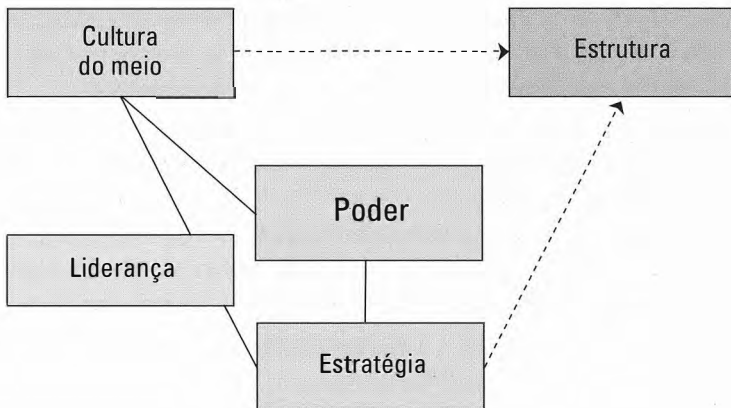 Cultura
do meio
Estrutura
Poder
Liderança
Estratégia